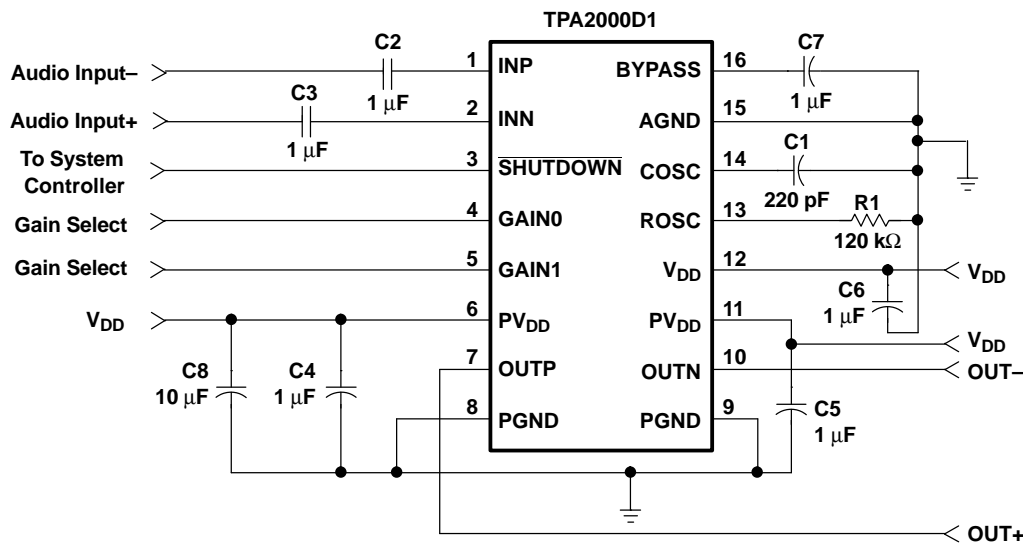 TPA2000D1
Audio Input–
C2
1 μF
1
INP
BYPASS
16
C7
1 μF
Audio Input+
C3
1 μF
2
INN
AGND
15
To System
Controller
3
SHUTDOWN
COSC
14
C1
220 pF
Gain Select
4
GAIN0
ROSC
13
R1
120 kΩ
Gain Select
5
GAIN1
VDD
12
C6
1 μF
VDD
VDD
6
PVDD
PVDD
11
VDD
C8
10 μF
C4
1 μF
7
OUTP
OUTN
10
OUT–
8
PGND
PGND
9
C5
1 μF
OUT+